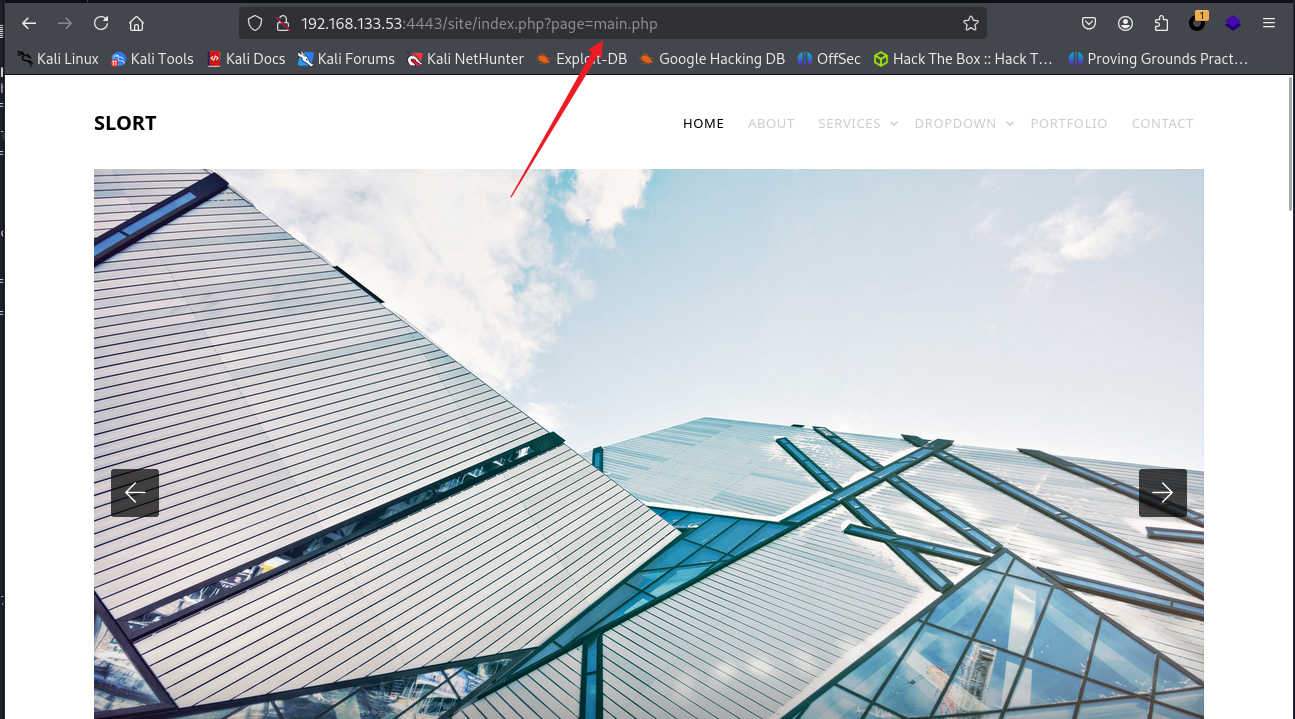 192.168.133.53:4443/site/index.php?page=main.php
1
Kali Linux Kali Tools Kali Docs Kali Forums Kali NetHunter Exploit-DB Google Hacking DB OffSec Hack The Box :: Hack T... Proving Grounds Pract...
SLORT HOME ABOUT SERVICES DROPDOWN PORTFOLIO CONTACT